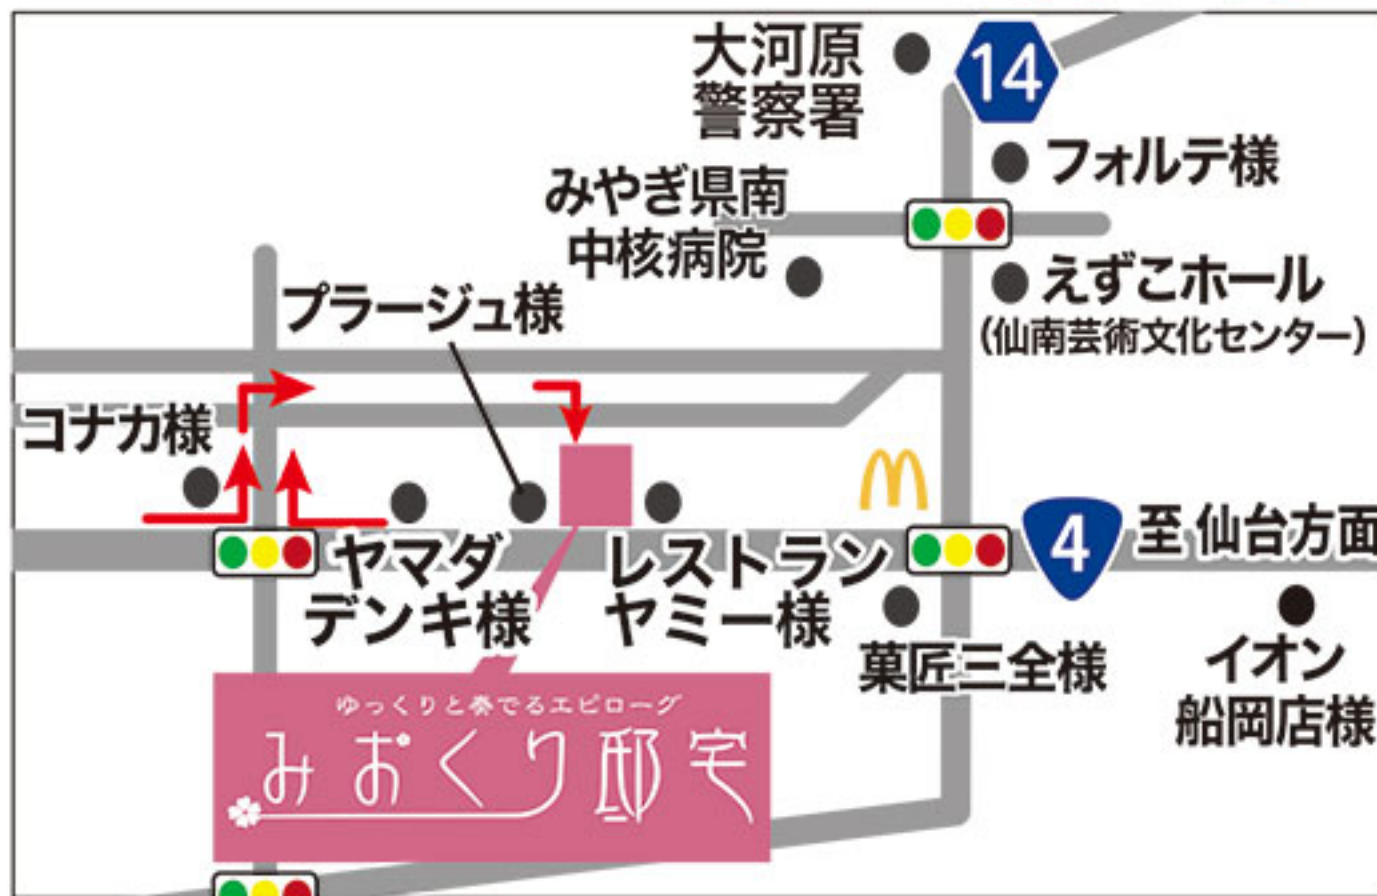 大河原
警察署
14
フォルテ様
みやぎ県南
中核病院
えずこホール
(仙南芸術文化センター)
プラージュ様
コナカ様
ヤマダ
デンキ様
レストラン
ヤミー様
4
至 仙台方面
菓匠三全様
イオン
船岡店様
ゆっくりと奏でるエピローグ
みおくり邸宅